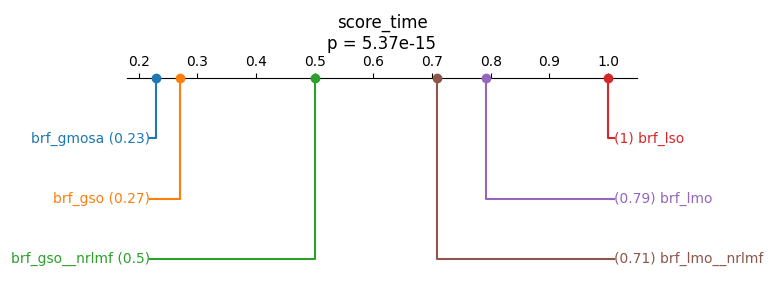 score_time
p = 5.37e-15
0.2 0.3 0.4 0.5 0.6 0.7 0.8 0.9 1.0
brf_gmosa (0.23) (1) brf_lso
brf_gso (0.27) (0.79) brf_lmo
brf_gso__nrlmf (0.5) (0.71) brf_lmo__nrlmf